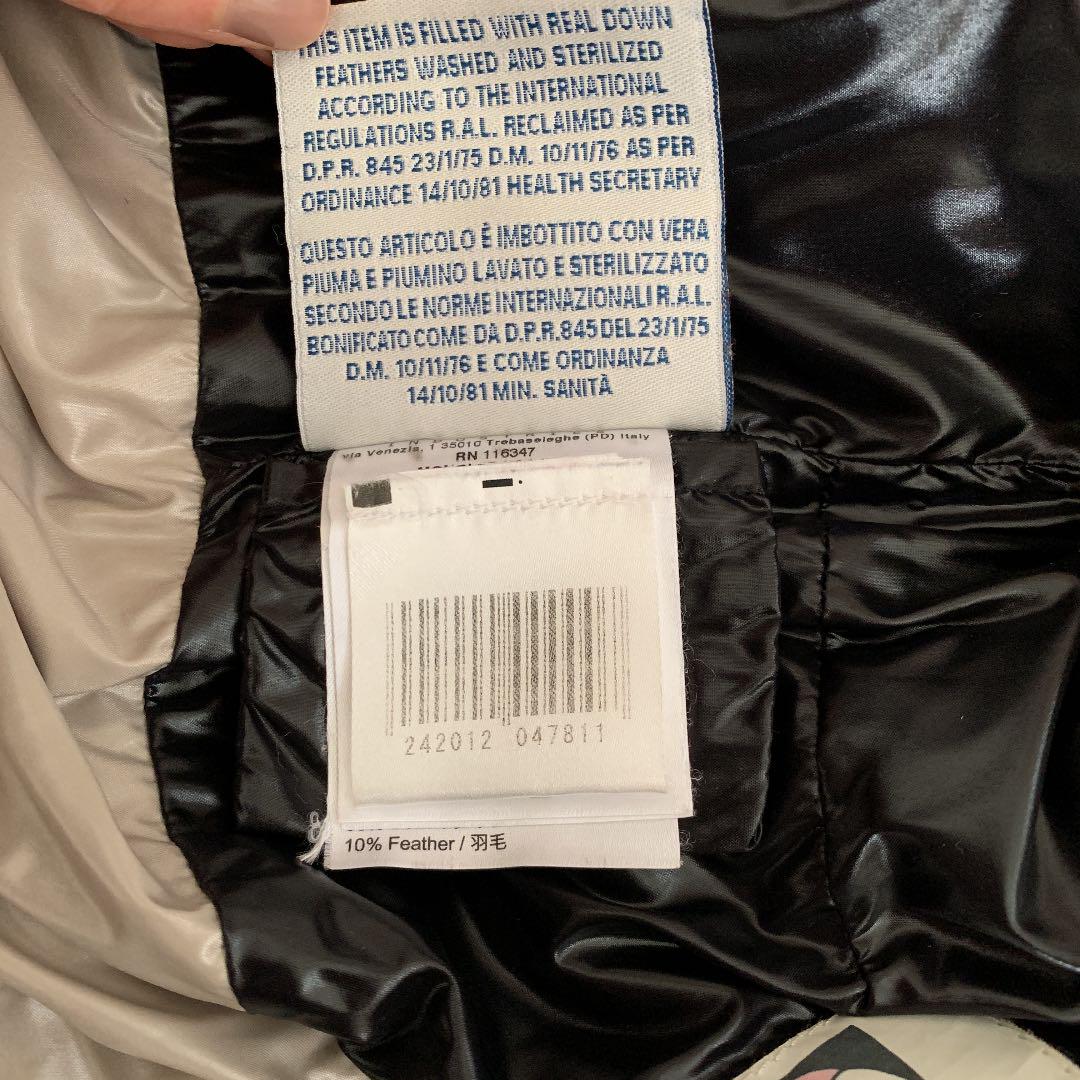 THIS ITEM IS FILLED WITH REAL DOWN
FEATHERS WASHED AND STERILIZED
ACCORDING TO THE INTERNATIONAL
REGULATIONS R.A.L. RECLAIMED AS PER
D.P.R. 845 23/1/75 D.M. 10/11/76 AS PER
ORDINANCE 14/10/81 HEALTH SECRETARY
QUESTO ARTICOLO È IMBOTTITO CON VERA
PIUMA E PIUMINO LAVATO E STERILIZZATO
SECONDO LE NORME INTERNAZIONALI R.A.L.
BONIFICATO COME DA D.P.R. 845 DEL 23/1/75
D.M. 10/11/76 E COME ORDINANZA
14/10/81 MIN. SANITÀ
Via Venezia, 1 35010 Trebaseleghe (PD) Italy
RN 116347
242012 047811
10% Feather / 羽毛